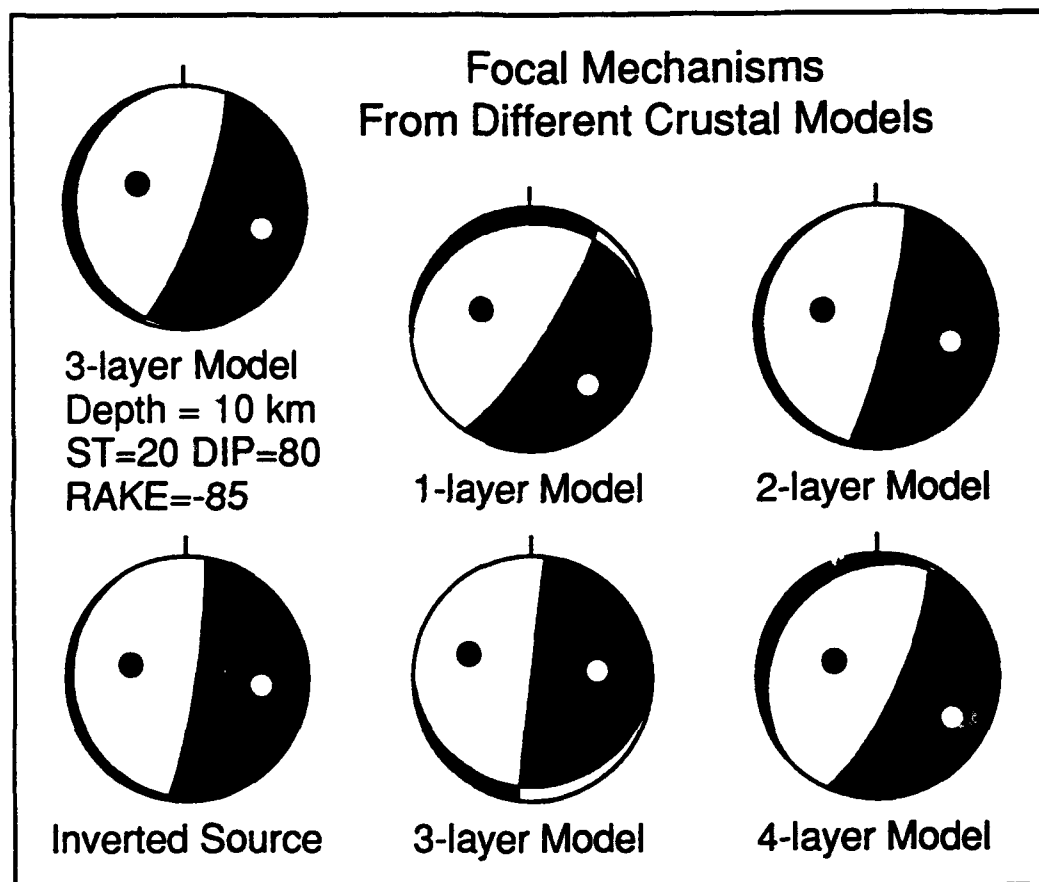 Focal Mechanisms
From Different Crustal Models
3-layer Model
Depth = 10 km
ST=20 DIP=80
RAKE=-85
1-layer Model
2-layer Model
Inverted Source
3-layer Model
4-layer Model